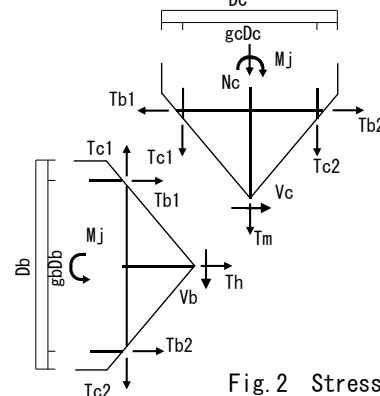 Dc
gcDc
Mj
Nc
Tb1
Tb2
Tc1
Tc1
Tc2
Tb1
Vc
Tm
Mj
Db
gbDb
Th
Vb
Tb2
Tc2
Fig. 2 Stress